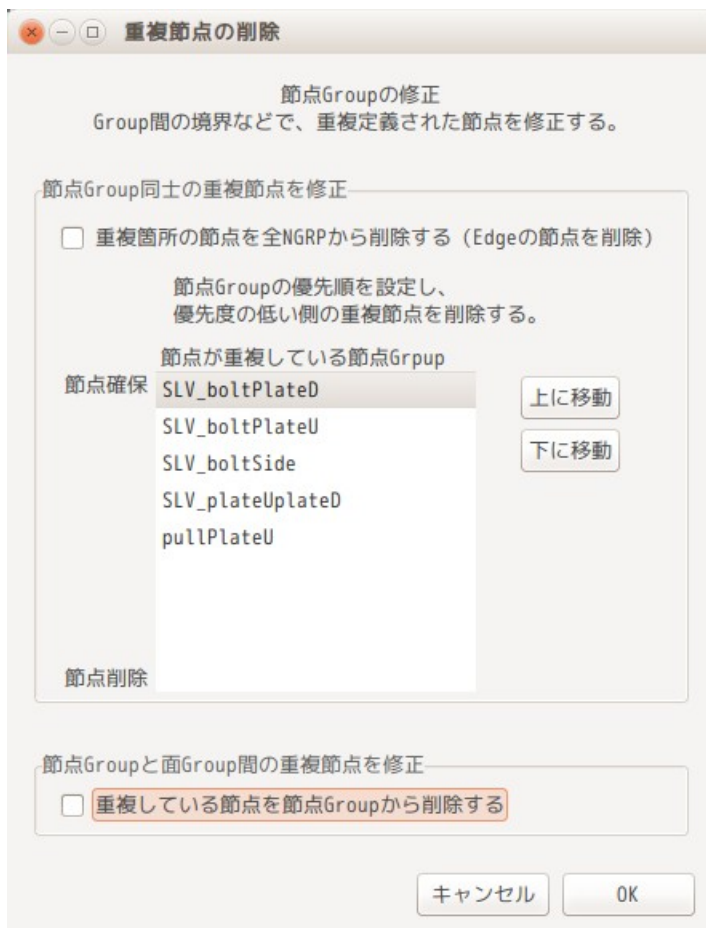 重複節点の削除
節点Groupの修正
Group間の境界などで、重複定義された節点を修正する。
節点Group同士の重複節点を修正
重複箇所の節点を全NGRPから削除する (Edgeの節点を削除)
節点Groupの優先順を設定し、
優先度の低い側の重複節点を削除する。
節点が重複している節点Grpup
節点確保
SLV_boltPlateD
上に移動
SLV_boltPlateU
下に移動
SLV_boltSide
SLV_plateUplateD
pullPlateU
節点削除
節点Groupと面Group間の重複節点を修正
重複している節点を節点Groupから削除する
キャンセル
OK